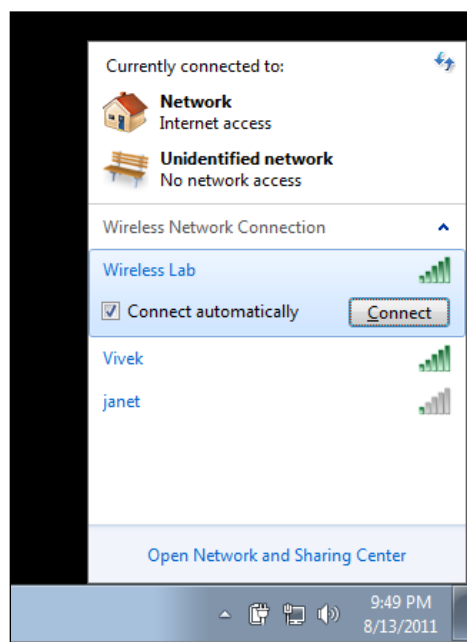 Currently connected to:
Network
Internet access
Unidentified network
No network access
Wireless Network Connection
Wireless Lab
Connect automatically
Connect
Vivek
janet
Open Network and Sharing Center
9:49 PM
8/13/2011